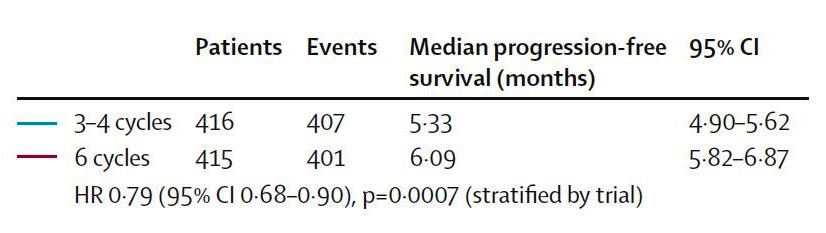 Patients Events Median progression-free 95% CI
survival (months)
3–4 cycles 416 407 5·33 4·90–5·62
6 cycles 415 401 6·09 5·82–6·87
HR 0·79 (95% CI 0·68–0·90), p=0·0007 (stratified by trial)